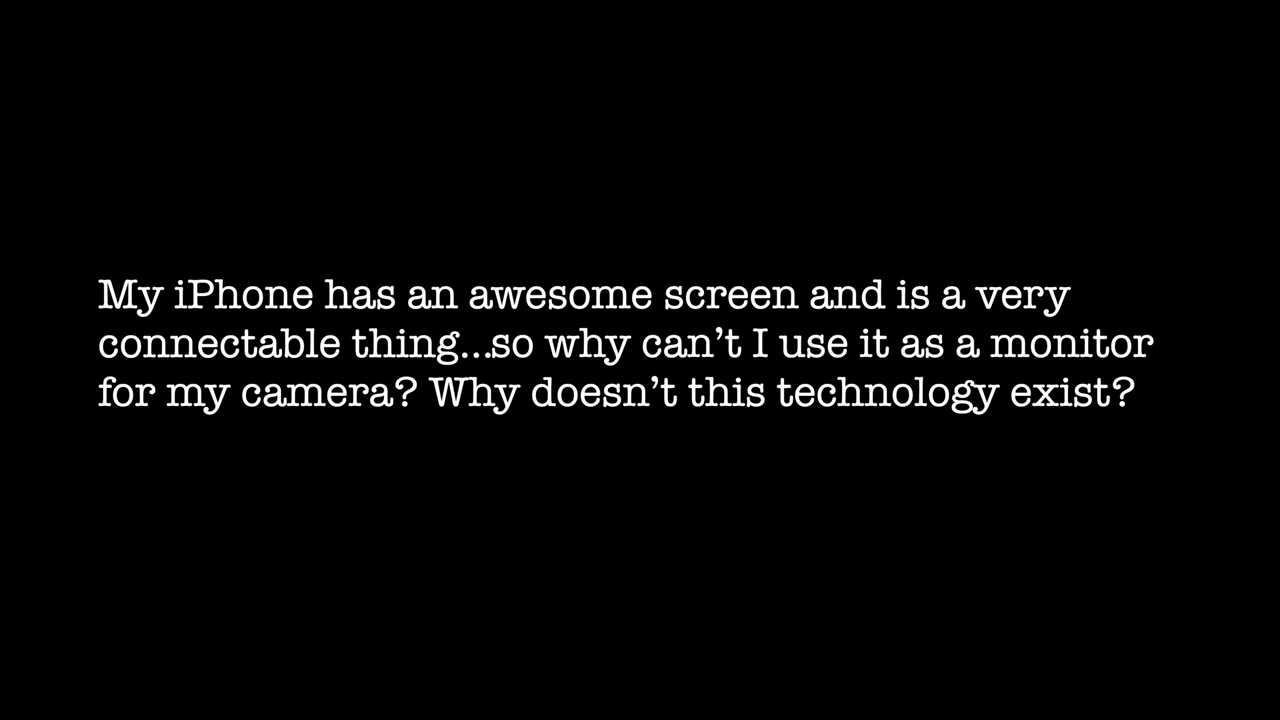 My iPhone has an awesome screen and is a very
connectable thing...so why can't I use it as a monitor
for my camera? Why doesn't this technology exist?